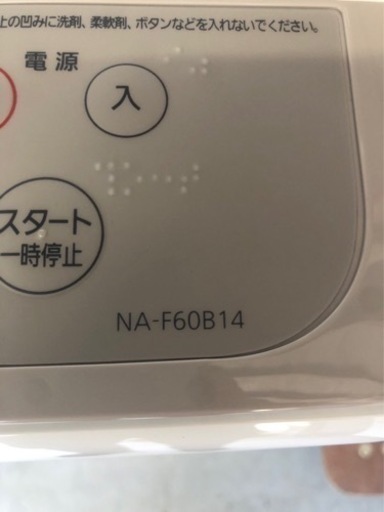 上の凹みに洗剤、柔軟剤、ボタンなどを入れないでください。
電源
入
スタート
一時停止
NA-F60B14